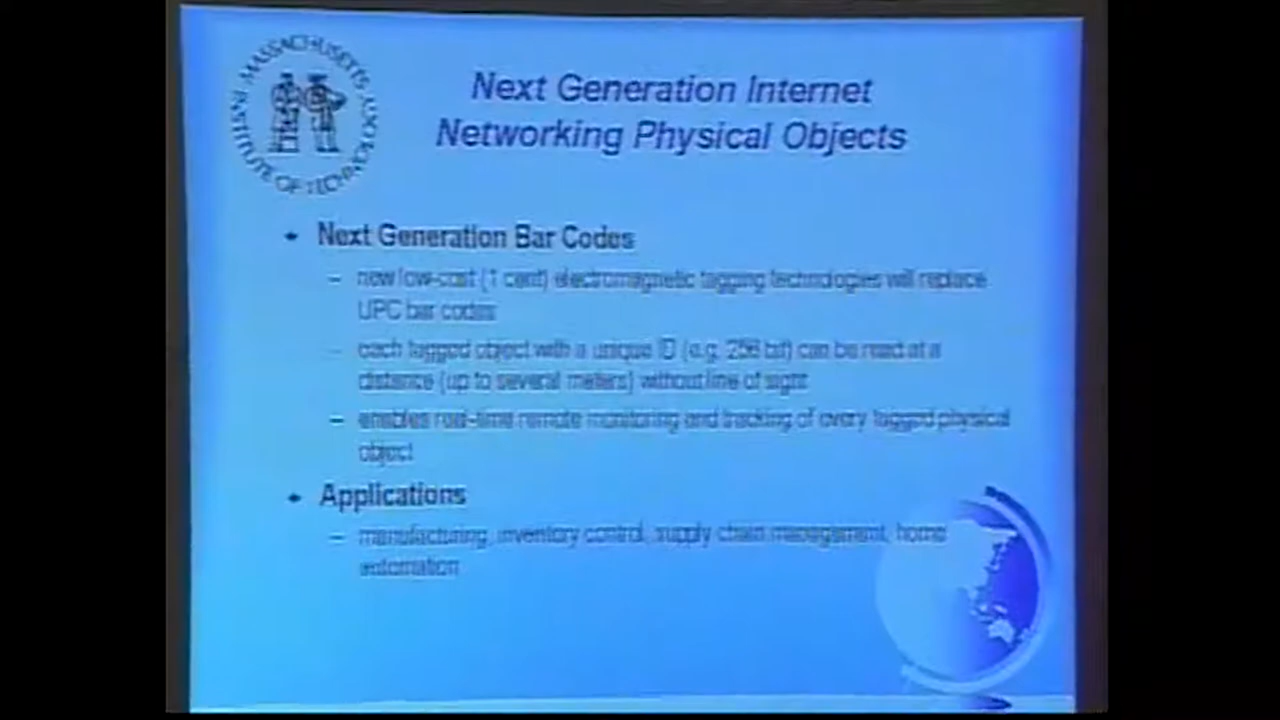 MASSACHUSETTS INSTITUTE OF TECHNOLOGY
Next Generation Internet
Networking Physical Objects
Next Generation Bar Codes
– new low-cost (1 cent) electromagnetic tagging technologies will replace
UPC bar codes
– each tagged object with a unique ID (e.g. 256 bit) can be read at a
distance (up to several meters) without line of sight
– enables real-time remote monitoring and tracking of every tagged physical
object
Applications
– manufacturing, inventory control, supply chain management, home
automation